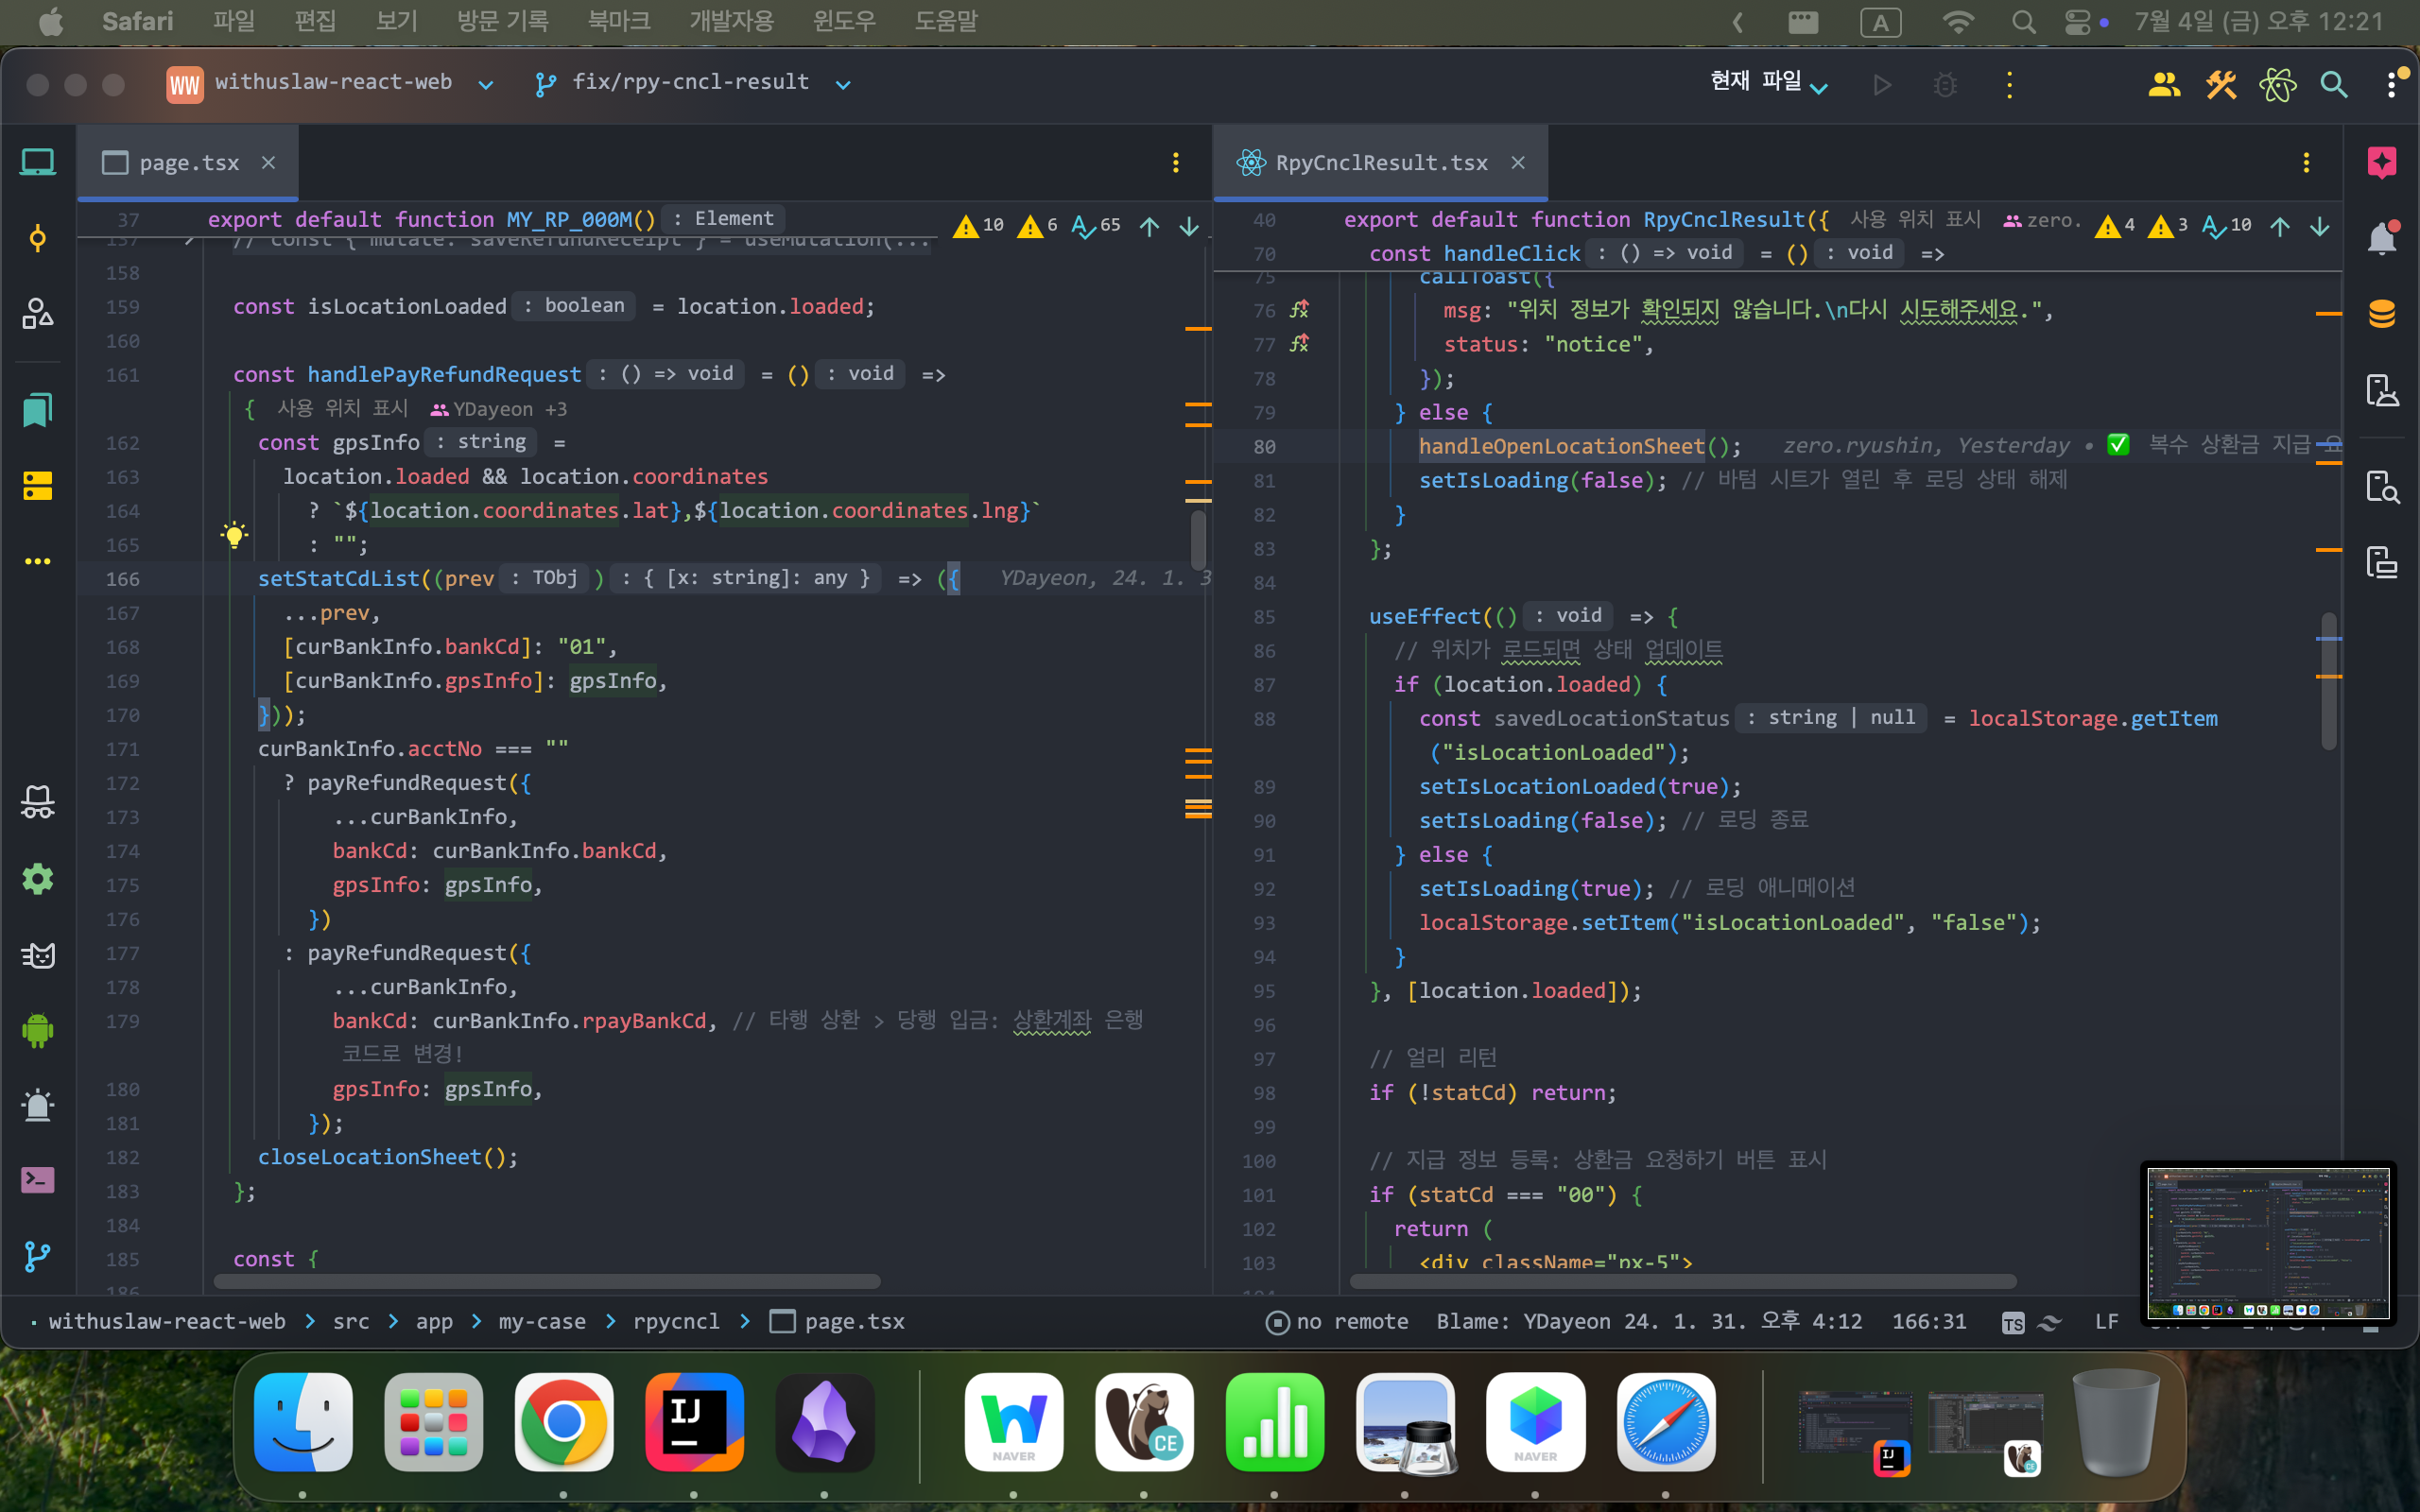 Safari 파일 편집 보기 방문 기록 북마크 개발자용 윈도우 도움말 A 7월 4일 (금) 오후 12:21
WW withuslaw-react-web fix/rpy-cncl-result 현재 파일
page.tsx
37 export default function MY_RP_000M() : Element 10 6 65
157 // const { mutate: saveRefundReceipt } = useMutation(...
158
159 const isLocationLoaded : boolean = location.loaded;
160
161 const handlePayRefundRequest : () => void = () : void =>
{ 사용 위치 표시 YDayeon +3
162 const gpsInfo : string =
163 location.loaded && location.coordinates
164 ? `${location.coordinates.lat},${location.coordinates.lng}`
165 : "";
166 setStatCdList((prev : TObj ) : { [x: string]: any } => ({ YDayeon, 24. 1. 3
167 ...prev,
168 [curBankInfo.bankCd]: "01",
169 [curBankInfo.gpsInfo]: gpsInfo,
170 }));
171 curBankInfo.acctNo === ""
172 ? payRefundRequest({
173 ...curBankInfo,
174 bankCd: curBankInfo.bankCd,
175 gpsInfo: gpsInfo,
176 })
177 : payRefundRequest({
178 ...curBankInfo,
179 bankCd: curBankInfo.rpayBankCd, // 타행 상환 > 당행 입금: 상환계좌 은행
코드로 변경!
180 gpsInfo: gpsInfo,
181 });
182 closeLocationSheet();
183 };
184
185 const {
186
RpyCnclResult.tsx
40 export default function RpyCnclResult({ 사용 위치 표시 zero. 4 3 10
70 const handleClick : () => void = () : void =>
75 callToast({
76 msg: "위치 정보가 확인되지 않습니다.\n다시 시도해주세요.",
77 status: "notice",
78 });
79 } else {
80 handleOpenLocationSheet(); zero.ryushin, Yesterday • ✅ 복수 상환금 지급 요
81 setIsLoading(false); // 바텀 시트가 열린 후 로딩 상태 해제
82 }
83 };
84
85 useEffect(() : void => {
86 // 위치가 로드되면 상태 업데이트
87 if (location.loaded) {
88 const savedLocationStatus : string | null = localStorage.getItem
("isLocationLoaded");
89 setIsLocationLoaded(true);
90 setIsLoading(false); // 로딩 종료
91 } else {
92 setIsLoading(true); // 로딩 애니메이션
93 localStorage.setItem("isLocationLoaded", "false");
94 }
95 }, [location.loaded]);
96
97 // 얼리 리턴
98 if (!statCd) return;
99
100 // 지급 정보 등록: 상환금 요청하기 버튼 표시
101 if (statCd === "00") {
102 return (
103 <div className="px-5">
withuslaw-react-web > src > app > my-case > rpycncl > page.tsx no remote Blame: YDayeon 24. 1. 31. 오후 4:12 166:31 TS LF
IJ NAVER CE NAVER IJ CE